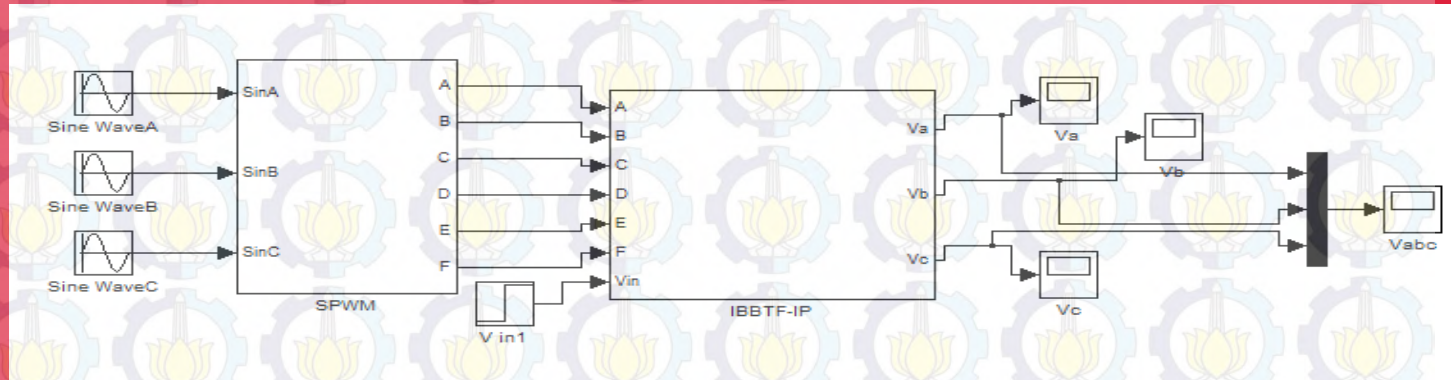 Sine WaveA
Sine WaveB
Sine WaveC
SinA
SinB
SinC
A
B
C
D
E
F
SPWM
V in1
A
B
C
D
E
F
Vin
Va
Vb
Vc
IBBTF-IP
Va
Vb
Vc
Vabc